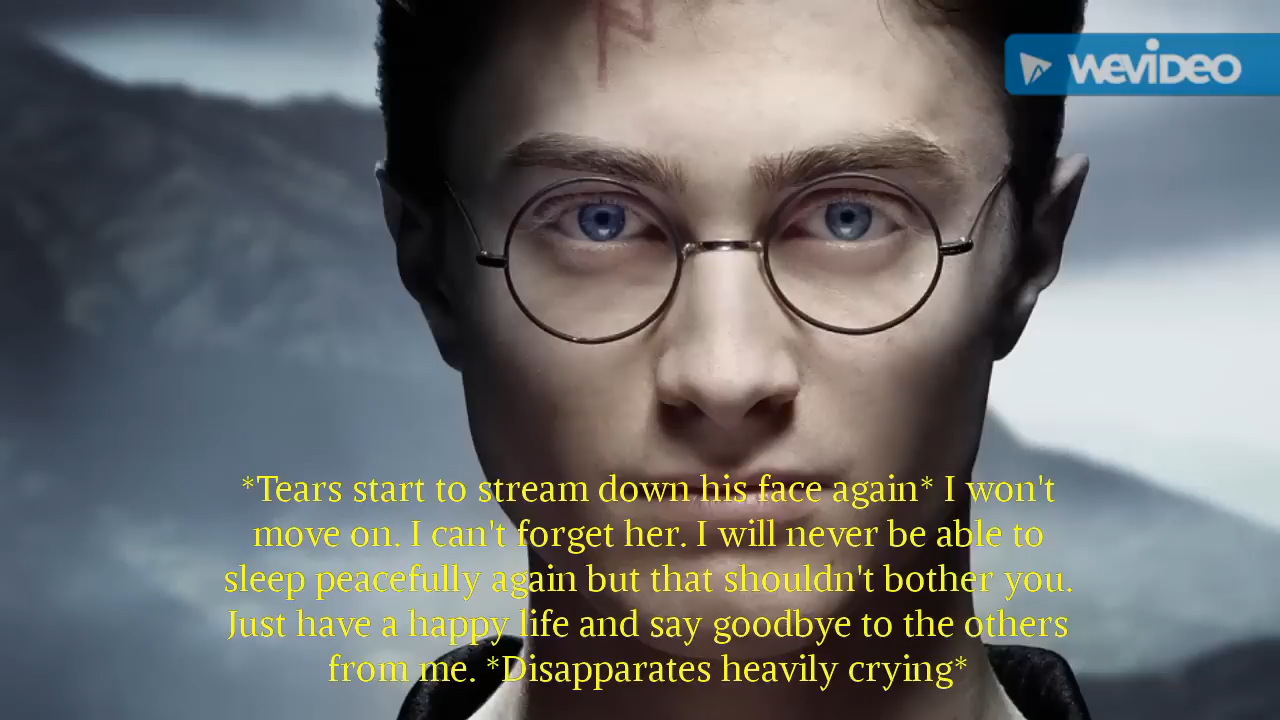 WEVIDEO
*Tears start to stream down his face again* I won't
move on. I can't forget her. I will never be able to
sleep peacefully again but that shouldn't bother you.
Just have a happy life and say goodbye to the others
from me. *Disapparates heavily crying*